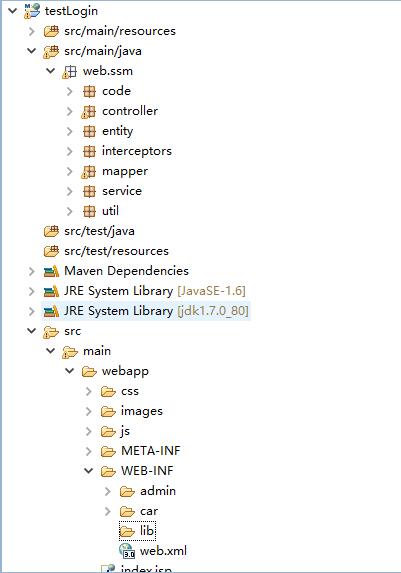 testLogin
src/main/resources
src/main/java
web.ssm
code
controller
entity
interceptors
mapper
service
util
src/test/java
src/test/resources
Maven Dependencies
JRE System Library [JavaSE-1.6]
JRE System Library [jdk1.7.0_80]
src
main
webapp
css
images
js
META-INF
WEB-INF
admin
car
lib
web.xml
index.jsp